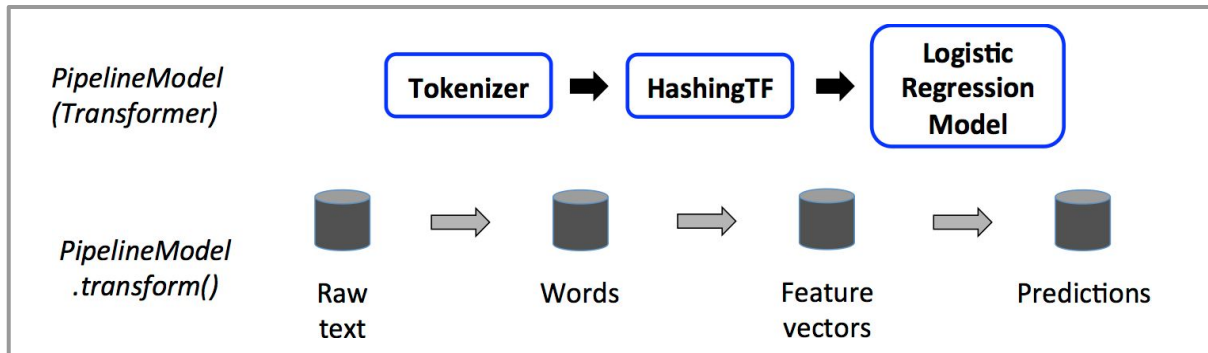 PipelineModel
(Transformer)
Tokenizer
HashingTF
Logistic
Regression
Model
PipelineModel
.transform()
Raw
text
Words
Feature
vectors
Predictions